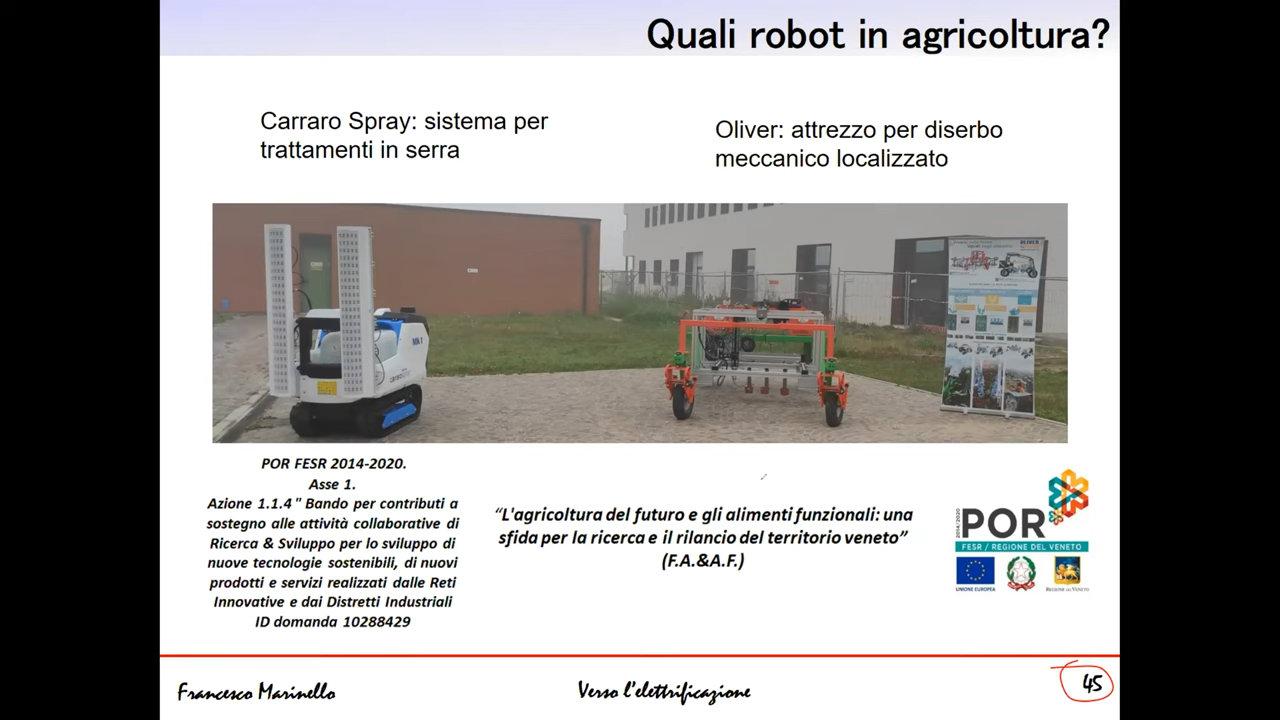 Quali robot in agricoltura?
Carraro Spray: sistema per
trattamenti in serra
Oliver: attrezzo per diserbo
meccanico localizzato
MK1
OLIVER
POR FESR 2014-2020.
Asse 1.
Azione 1.1.4 " Bando per contributi a
sostegno alle attività collaborative di
Ricerca & Sviluppo per lo sviluppo di
nuove tecnologie sostenibili, di nuovi
prodotti e servizi realizzati dalle Reti
Innovative e dai Distretti Industriali
ID domanda 10288429
“L'agricoltura del futuro e gli alimenti funzionali: una
sfida per la ricerca e il rilancio del territorio veneto”
(F.A.&A.F.)
2014/2020
POR
FESR / REGIONE DEL VENETO
UNIONE EUROPEA
REGIONE DEL VENETO
Francesco Marinello
Verso l'elettrificazione
45